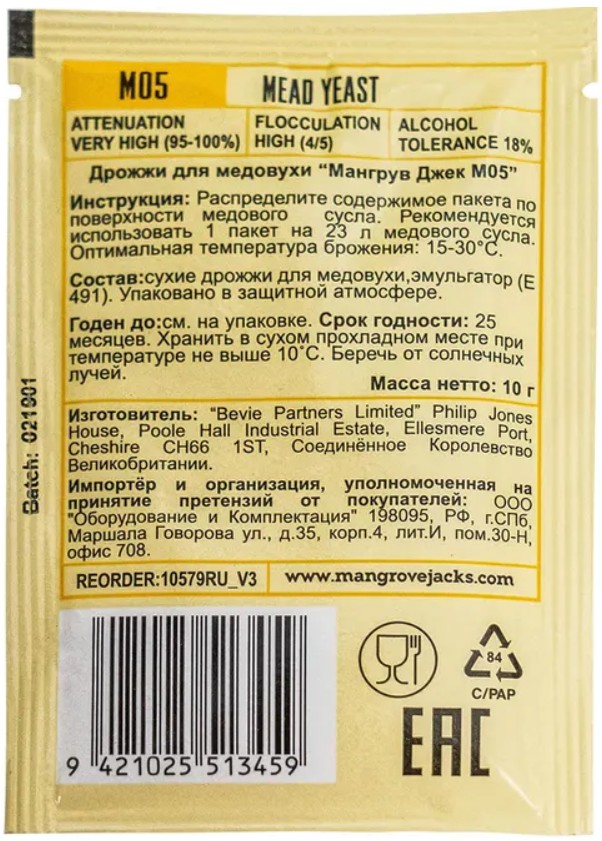 M05
MEAD YEAST
ATTENUATION
VERY HIGH (95-100%)
FLOCCULATION
HIGH (4/5)
ALCOHOL
TOLERANCE 18%
Дрожжи для медовухи “Мангрув Джек М05”
Инструкция: Распределите содержимое пакета по
поверхности медового сусла. Рекомендуется
использовать 1 пакет на 23 л медового сусла.
Оптимальная температура брожения: 15-30°С.
Состав:сухие дрожжи для медовухи,эмульгатор (Е
491). Упаковано в защитной атмосфере.
Годен до:см. на упаковке. Срок годности: 25
месяцев. Хранить в сухом прохладном месте при
температуре не выше 10˚С. Беречь от солнечных
лучей.
Масса нетто: 10 г
Изготовитель: “Bevie Partners Limited” Philip Jones
House, Poole Hall Industrial Estate, Ellesmere Port,
Cheshire CH66 1ST, Соединённое Королевство
Великобритании.
Импортёр и организация, уполномоченная на
принятие претензий от покупателей: ООО
"Оборудование и Комплектация" 198095, РФ, г.СПб,
Маршала Говорова ул., д.35, корп.4, лит.И, пом.30-Н,
офис 708.
REORDER:10579RU_V3
www.mangrovejacks.com
Batch: 021901
9 421025 513459
84
C/PAP
EAC